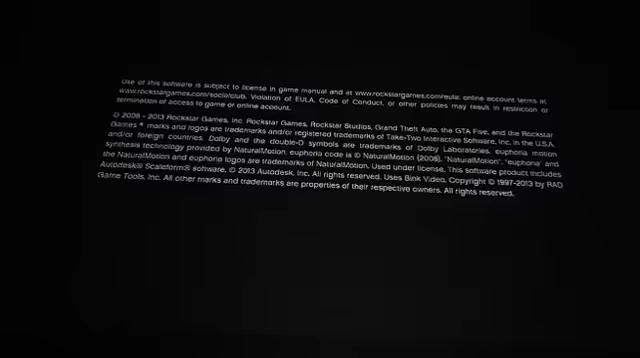 Use of this software is subject to license in game manual and at www.rockstargames.com/eula; online account terms at
www.rockstargames.com/socialclub. Violation of EULA, Code of Conduct, or other policies may result in restriction or
termination of access to game or online account.
© 2008 - 2013 Rockstar Games, Inc. Rockstar Games, Rockstar Studios, Grand Theft Auto, the GTA Five, and the Rockstar
Games marks and logos are trademarks and/or registered trademarks of Take-Two Interactive Software, Inc. in the U.S.A.
and/or foreign countries. Dolby and the double-D symbols are trademarks of Dolby Laboratories. euphoria motion
synthesis technology provided by NaturalMotion. euphoria code is © NaturalMotion (2008). "NaturalMotion", "euphoria" and
the NaturalMotion and euphoria logos are trademarks of NaturalMotion. Used under license. This software product includes
Autodesk® Scaleform® software, © 2013 Autodesk, Inc. All rights reserved. Uses Bink Video. Copyright © 1997-2013 by RAD
Game Tools, Inc. All other marks and trademarks are properties of their respective owners. All rights reserved.